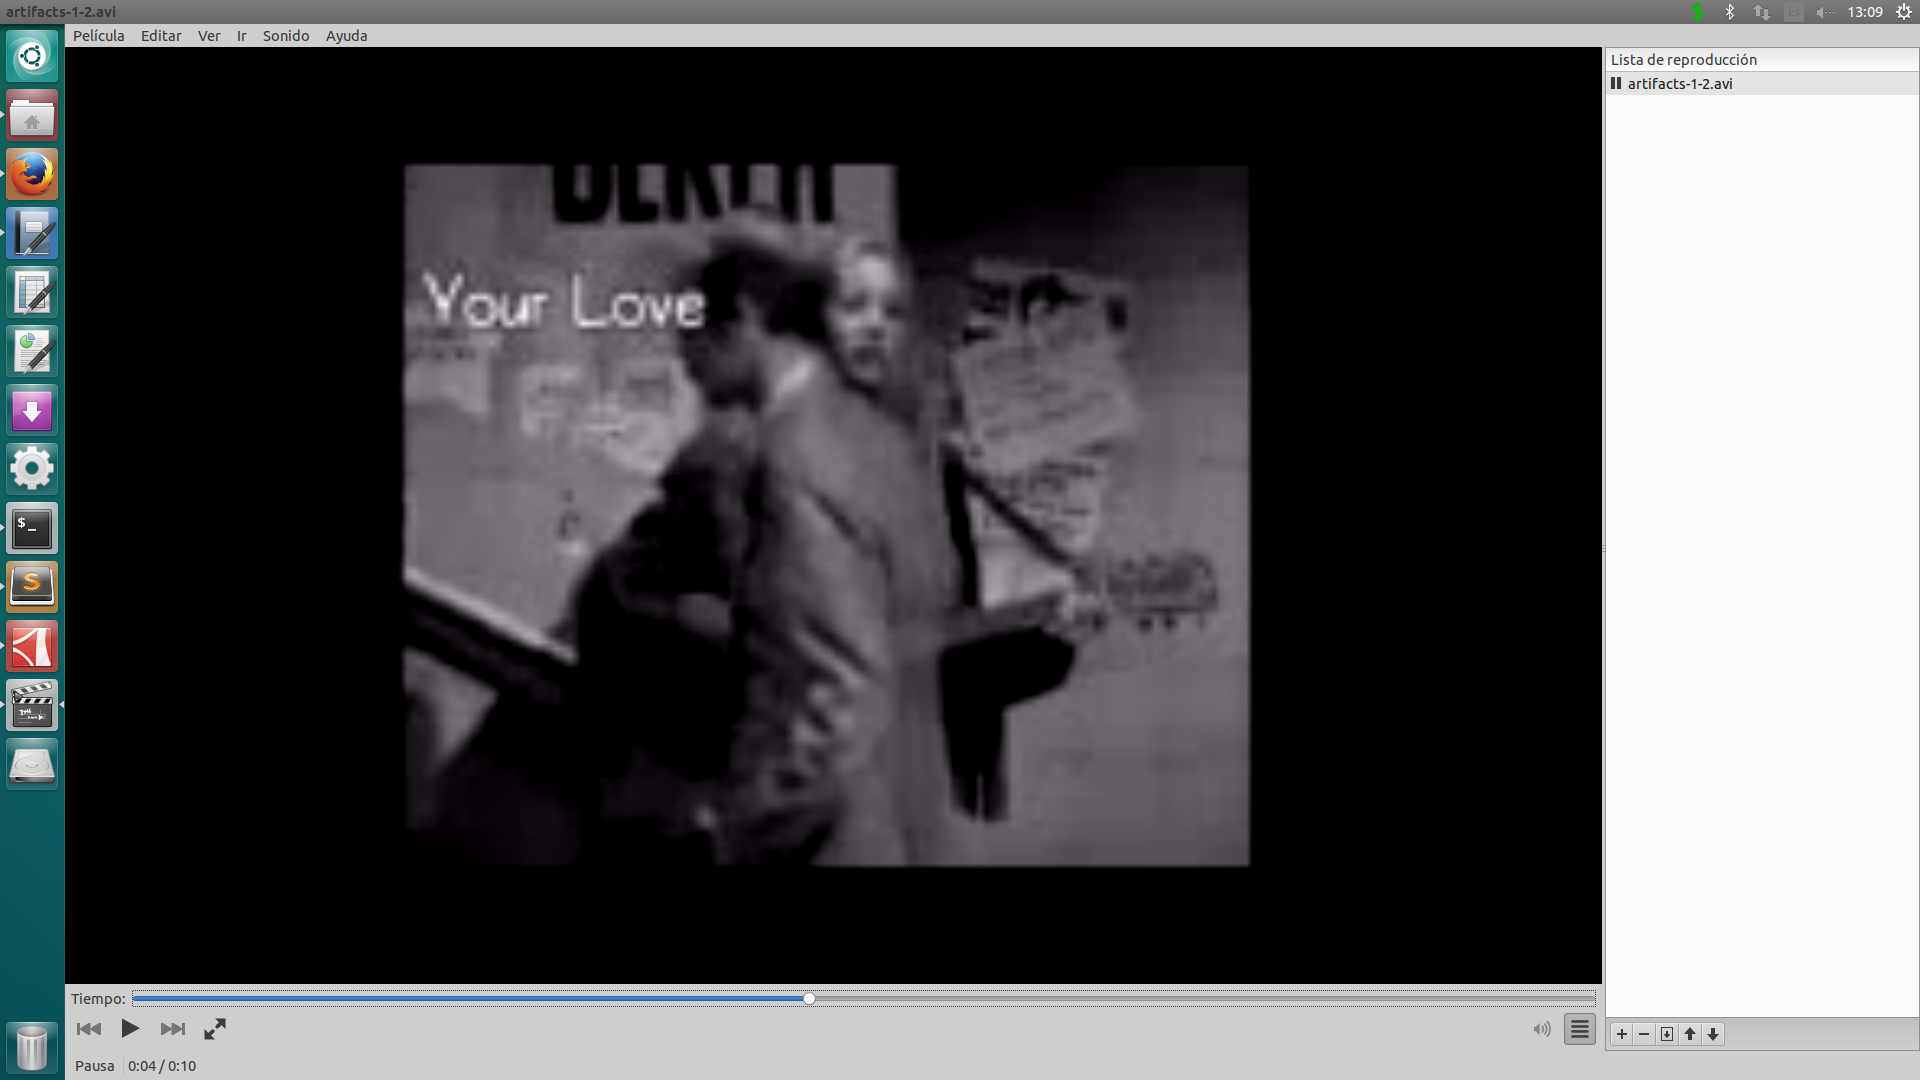 artifacts-1-2.avi
Es
13:09
Película Editar Ver Ir Sonido Ayuda
Lista de reproducción
artifacts-1-2.avi
Your Love
Tiempo:
Pausa 0:04 / 0:10